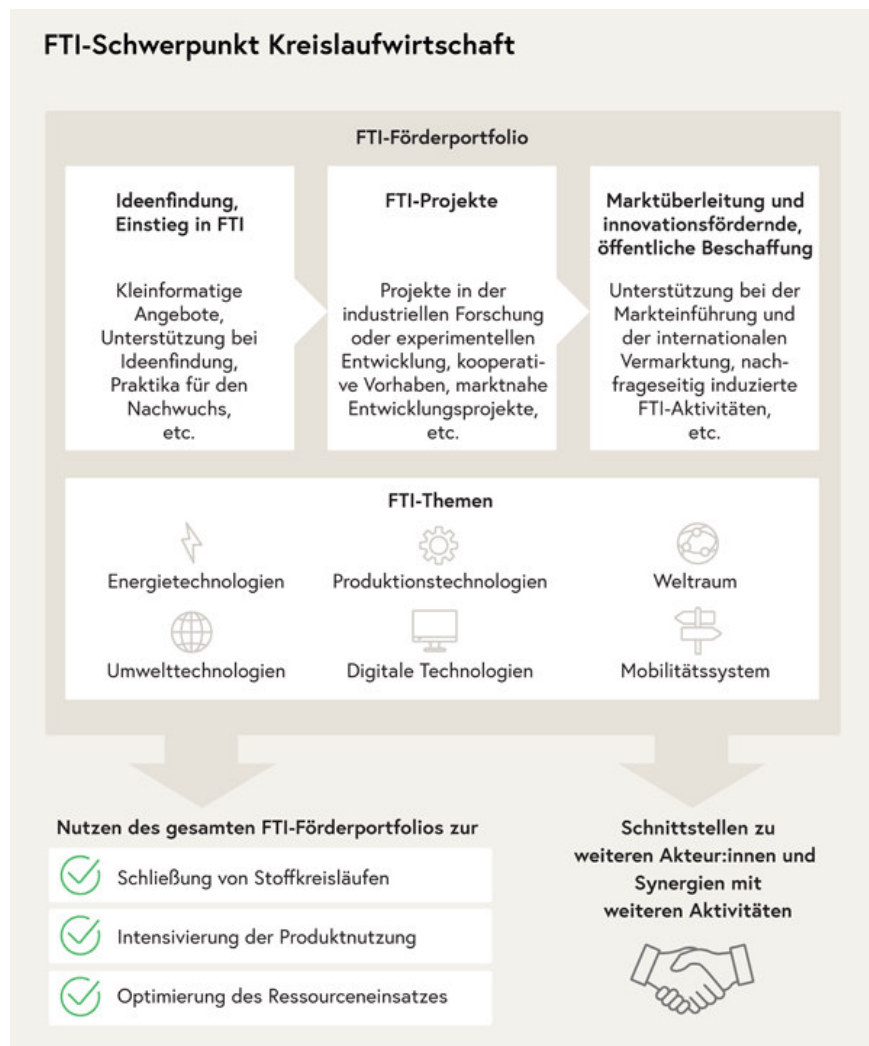 FTI-Schwerpunkt Kreislaufwirtschaft
FTI-Förderportfolio
Ideenfindung,
Einstieg in FTI
Kleinformatige
Angebote,
Unterstützung bei
Ideenfindung,
Praktika für den
Nachwuchs,
etc.
FTI-Projekte
Projekte in der
industriellen Forschung
oder experimentellen
Entwicklung, kooperati-
ve Vorhaben, marktnahe
Entwicklungsprojekte,
etc.
Marktüberleitung und
innovationsfördernde,
öffentliche Beschaffung
Unterstützung bei der
Markteinführung und
der internationalen
Vermarktung, nach-
frageseitig induzierte
FTI-Aktivitäten,
etc.
FTI-Themen
Energietechnologien
Produktionstechnologien
Weltraum
Umwelttechnologien
Digitale Technologien
Mobilitätssystem
Nutzen des gesamten FTI-Förderportfolios zur
Schließung von Stoffkreisläufen
Intensivierung der Produktnutzung
Optimierung des Ressourceneinsatzes
Schnittstellen zu
weiteren Akteur:innen und
Synergien mit
weiteren Aktivitäten